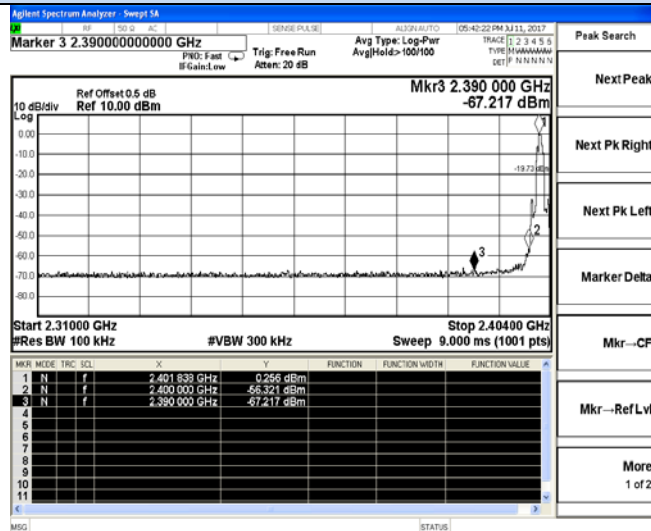 Agilent Spectrum Analyzer - Swept SA
RF 50 Ω AC SENSE:PULSE ALIGN AUTO 05:42:22 PM Jul 11, 2017
Marker 3 2.390000000000 GHz
PNO: Fast
IFGain:Low
Trig: Free Run
Atten: 20 dB
Avg Type: Log-Pwr
Avg|Hold:>100/100
TRACE 1 2 3 4 5 6
TYPE
DET P N N N N N
Peak Search
Mkr3 2.390 000 GHz
-67.217 dBm
Ref Offset 0.5 dB
10 dB/div Ref 10.00 dBm
Log
0.00
-10.0
-20.0
-30.0
-40.0
-50.0
-60.0
-70.0
-80.0
1
-19.73 dBm
2
3
Start 2.31000 GHz Stop 2.40400 GHz
#Res BW 100 kHz #VBW 300 kHz Sweep 9.000 ms (1001 pts)
MKR MODE TRC SCL X Y FUNCTION FUNCTION WIDTH FUNCTION VALUE
1 N f 2.401 838 GHz 0.256 dBm
2 N f 2.400 000 GHz -56.321 dBm
3 N f 2.390 000 GHz -67.217 dBm
4
5
6
7
8
9
10
11
MSG STATUS
Next Peak
Next Pk Right
Next Pk Left
Marker Delta
Mkr→CF
Mkr→Ref Lvl
More
1 of 2